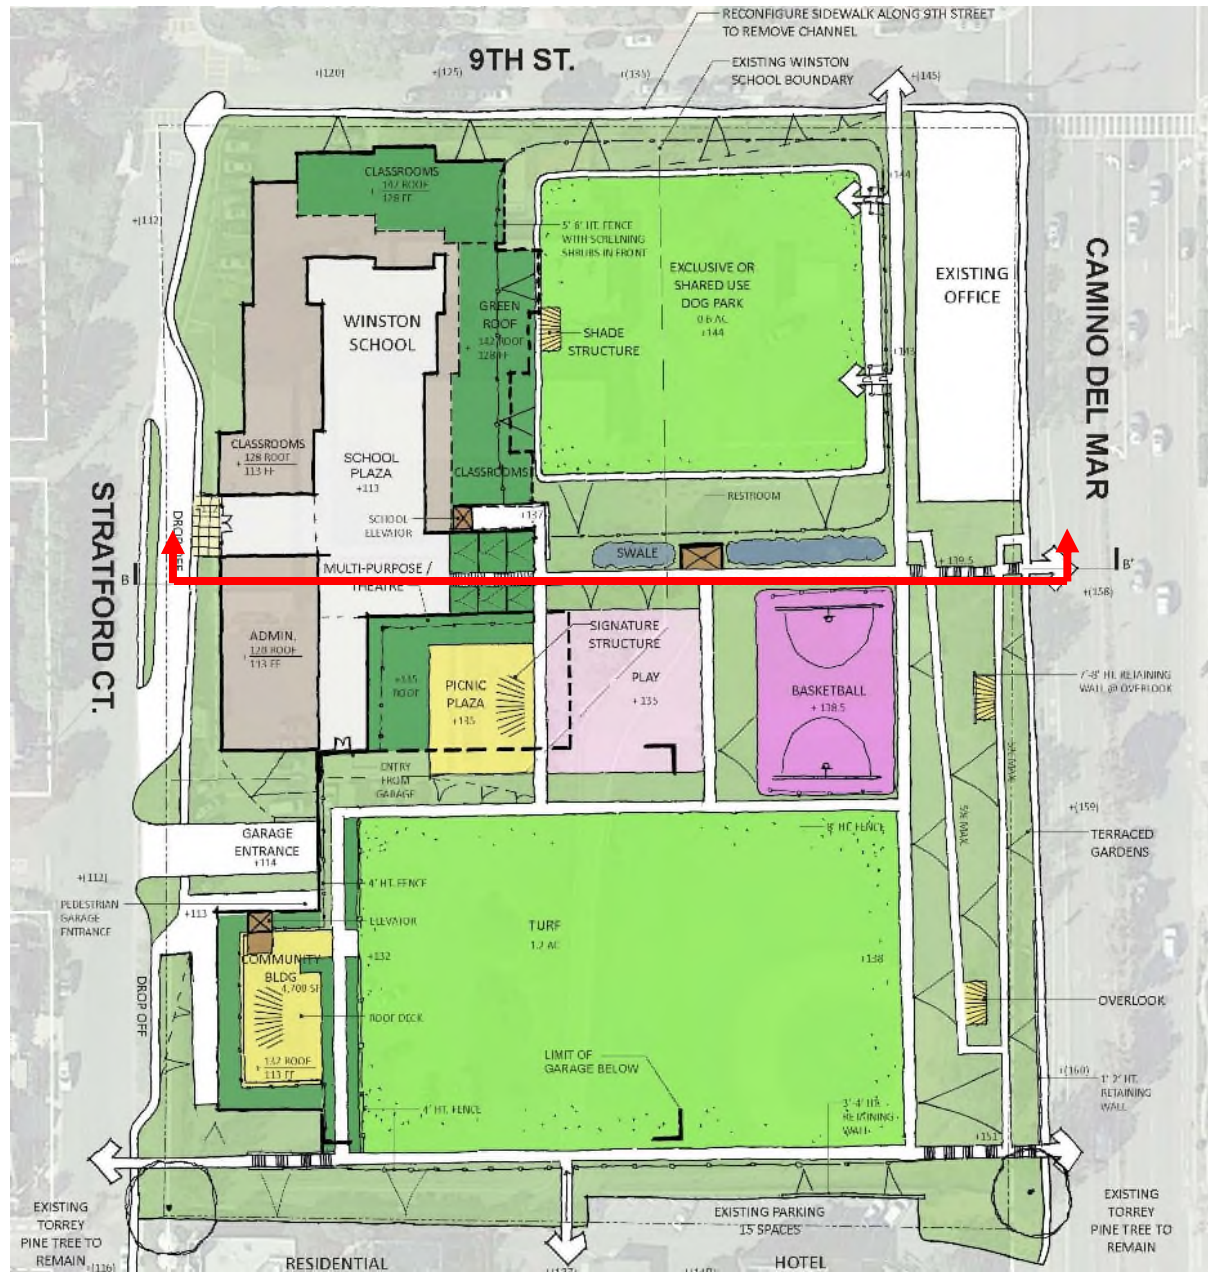 RECONFIGURE SIDEWALK ALONG 9TH STREET
TO REMOVE CHANNEL
9TH ST.
EXISTING WINSTON
SCHOOL BOUNDARY
+(120)
+(125)
+(135)
+(145)
CLASSROOMS
142 ROOF
128 FF
+144
+(112)
5'-6' HT. FENCE
WITH SCREENING
SHRUBS IN FRONT
EXCLUSIVE OR
SHARED USE
DOG PARK
0.6 AC
+144
EXISTING
OFFICE
CAMINO DEL MAR
GREEN
ROOF
142 ROOF
128 FF
WINSTON
SCHOOL
SHADE
STRUCTURE
+143
CLASSROOMS
128 ROOF
113 FF
SCHOOL
PLAZA
+113
CLASSROOMS
RESTROOM
STRATFORD CT.
SCHOOL
ELEVATOR
+137
SWALE
+139.5
B
B'
MULTI-PURPOSE /
THEATRE
+(158)
ADMIN.
128 ROOF
113 FF
SIGNATURE
STRUCTURE
+135
ROOF
PICNIC
PLAZA
+135
PLAY
+135
BASKETBALL
+138.5
7'-8' HT. RETAINING
WALL @ OVERLOOK
5% MAX.
5% MAX.
ENTRY
FROM
GARAGE
GARAGE
ENTRANCE
+114
8' HT. FENCE
+(159)
TERRACED
GARDENS
+(112)
PEDESTRIAN
GARAGE
ENTRANCE
+113
4' HT. FENCE
ELEVATOR
TURF
1.2 AC
COMMUNITY
BLDG
4,700 SF
+132
+138
DROP OFF
ROOF DECK
OVERLOOK
132 ROOF
113 FF
LIMIT OF
GARAGE BELOW
+(160)
RETAINING
WALL
4' HT. FENCE
3'-4' HT.
RETAINING
WALL
+151
EXISTING
TORREY
PINE TREE TO
REMAIN
+(116)
RESIDENTIAL
EXISTING PARKING
15 SPACES
HOTEL
EXISTING
TORREY
PINE TREE TO
REMAIN